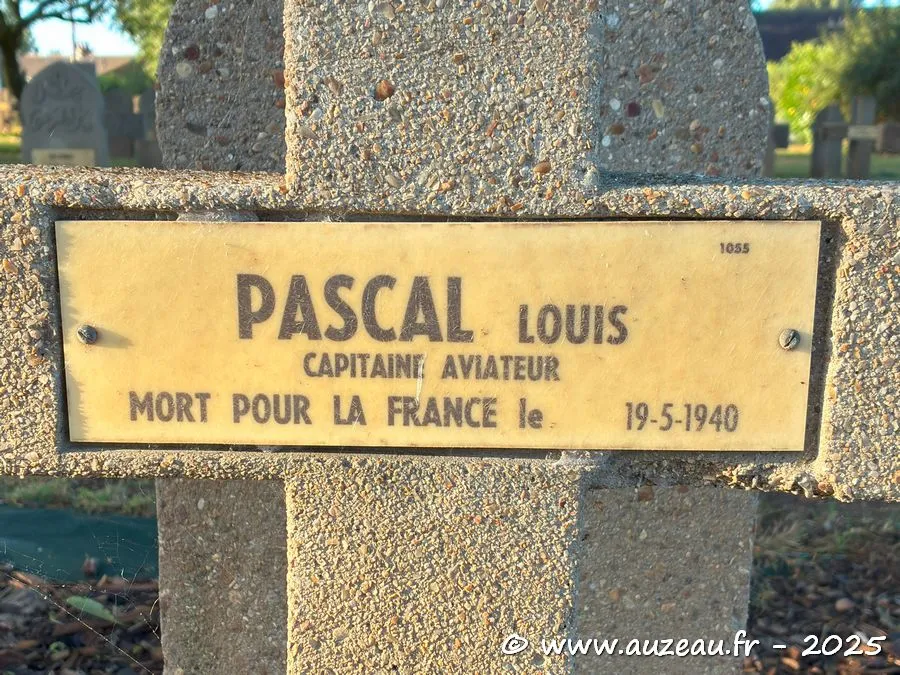 1055
PASCAL LOUIS
CAPITAINE AVIATEUR
MORT POUR LA FRANCE le 19-5-1940
© www.auzeau.fr - 2025